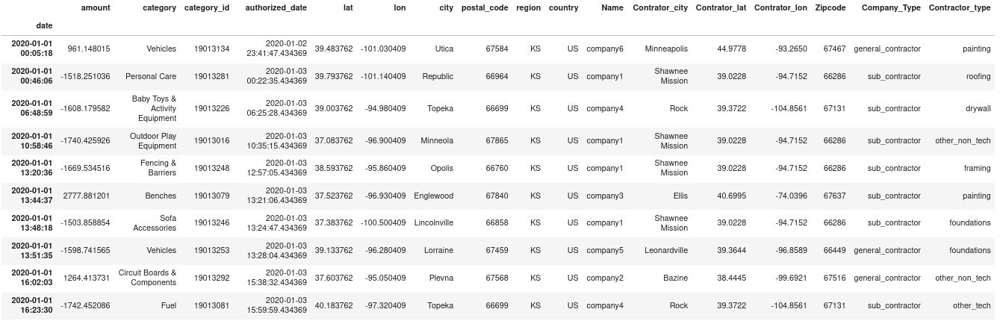 amount category category_id authorized_date lat lon city postal_code region country Name Contrator_city Contrator_lat Contrator_lon Zipcode Company_Type Contractor_type
date
2020-01-01 00:05:18 961.148015 Vehicles 19013134 2020-01-02 23:41:47.434369 39.483762 -101.030409 Utica 67584 KS US company6 Minneapolis 44.9778 -93.2650 67467 general_contractor painting
2020-01-01 00:46:06 -1518.251036 Personal Care 19013281 2020-01-03 00:22:35.434369 39.793762 -101.140409 Republic 66964 KS US company1 Shawnee Mission 39.0228 -94.7152 66286 sub_contractor roofing
2020-01-01 06:48:59 -1608.179582 Baby Toys & Activity Equipment 19013226 2020-01-03 06:25:28.434369 39.003762 -94.980409 Topeka 66699 KS US company4 Rock 39.3722 -104.8561 67131 sub_contractor drywall
2020-01-01 10:58:46 -1740.425926 Outdoor Play Equipment 19013016 2020-01-03 10:35:15.434369 37.083762 -96.900409 Minneola 67865 KS US company1 Shawnee Mission 39.0228 -94.7152 66286 sub_contractor other_non_tech
2020-01-01 13:20:36 -1669.534516 Fencing & Barriers 19013248 2020-01-03 12:57:05.434369 38.593762 -95.860409 Opolis 66760 KS US company1 Shawnee Mission 39.0228 -94.7152 66286 sub_contractor framing
2020-01-01 13:44:37 2777.881201 Benches 19013079 2020-01-03 13:21:06.434369 37.523762 -96.930409 Englewood 67840 KS US company3 Ellis 40.6995 -74.0396 67637 sub_contractor painting
2020-01-01 13:48:18 -1503.858854 Sofa Accessories 19013246 2020-01-03 13:24:47.434369 37.383762 -100.500409 Lincolnville 66858 KS US company1 Shawnee Mission 39.0228 -94.7152 66286 sub_contractor foundations
2020-01-01 13:51:35 -1598.741565 Vehicles 19013253 2020-01-03 13:28:04.434369 39.133762 -96.280409 Lorraine 67459 KS US company5 Leonardville 39.3644 -96.8589 66449 general_contractor foundations
2020-01-01 16:02:03 1264.413731 Circuit Boards & Components 19013292 2020-01-03 15:38:32.434369 37.603762 -95.050409 Plevna 67568 KS US company2 Bazine 38.4445 -99.6921 67516 general_contractor other_non_tech
2020-01-01 16:23:30 -1742.452086 Fuel 19013081 2020-01-03 15:59:59.434369 40.183762 -97.320409 Topeka 66699 KS US company4 Rock 39.3722 -104.8561 67131 sub_contractor other_tech